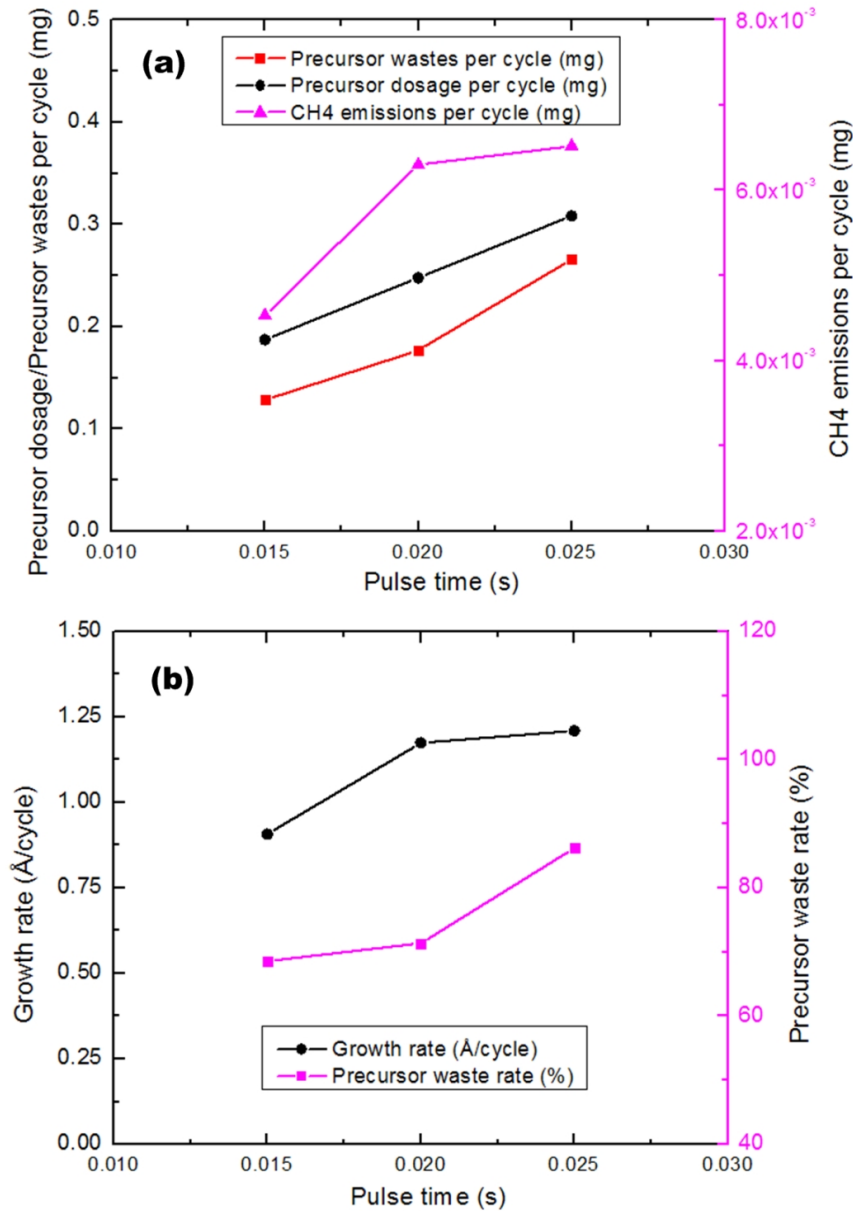 (a)
Precursor wastes per cycle (mg)
Precursor dosage per cycle (mg)
CH4 emissions per cycle (mg)
Precursor dosage/Precursor wastes per cycle (mg)
0.5
0.4
0.3
0.2
0.1
0.0
8.0x10⁻³
6.0x10⁻³
4.0x10⁻³
2.0x10⁻³
CH4 emissions per cycle (mg)
0.010 0.015 0.020 0.025 0.030
Pulse time (s)
(b)
Growth rate (Å/cycle)
1.50
1.25
1.00
0.75
0.50
0.25
0.00
120
100
80
60
40
Precursor waste rate (%)
Growth rate (Å/cycle)
Precursor waste rate (%)
0.010 0.015 0.020 0.025 0.030
Pulse time (s)